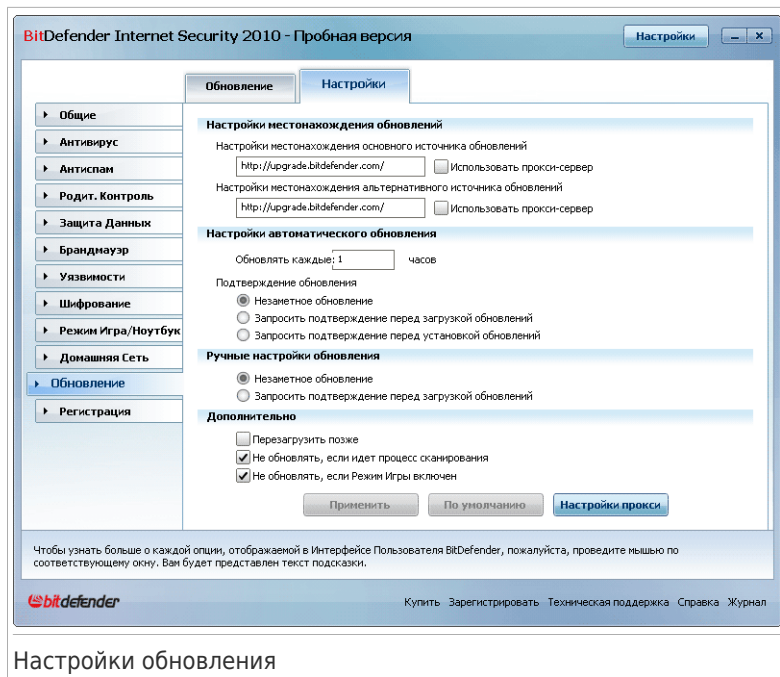 BitDefender Internet Security 2010 - Пробная версия
Настройки
Обновление
Настройки
Общие
Антивирус
Антиспам
Родит. Контроль
Защита Данных
Брандмауэр
Уязвимости
Шифрование
Режим Игра/Ноутбук
Домашняя Сеть
Обновление
Регистрация
Настройки местонахождения обновлений
Настройки местонахождения основного источника обновлений
http://upgrade.bitdefender.com/
Использовать прокси-сервер
Настройки местонахождения альтернативного источника обновлений
http://upgrade.bitdefender.com/
Использовать прокси-сервер
Настройки автоматического обновления
Обновлять каждые: 1 часов
Подтверждение обновления
Незаметное обновление
Запросить подтверждение перед загрузкой обновлений
Запросить подтверждение перед установкой обновлений
Ручные настройки обновления
Незаметное обновление
Запросить подтверждение перед загрузкой обновлений
Дополнительно
Перезагрузить позже
Не обновлять, если идет процесс сканирования
Не обновлять, если Режим Игры включен
Применить
По умолчанию
Настройки прокси
Чтобы узнать больше о каждой опции, отображаемой в Интерфейсе Пользователя BitDefender, пожалуйста, проведите мышью по
соответствующему окну. Вам будет представлен текст подсказки.
bitdefender
Купить Зарегистрировать Техническая поддержка Справка Журнал
Настройки обновления